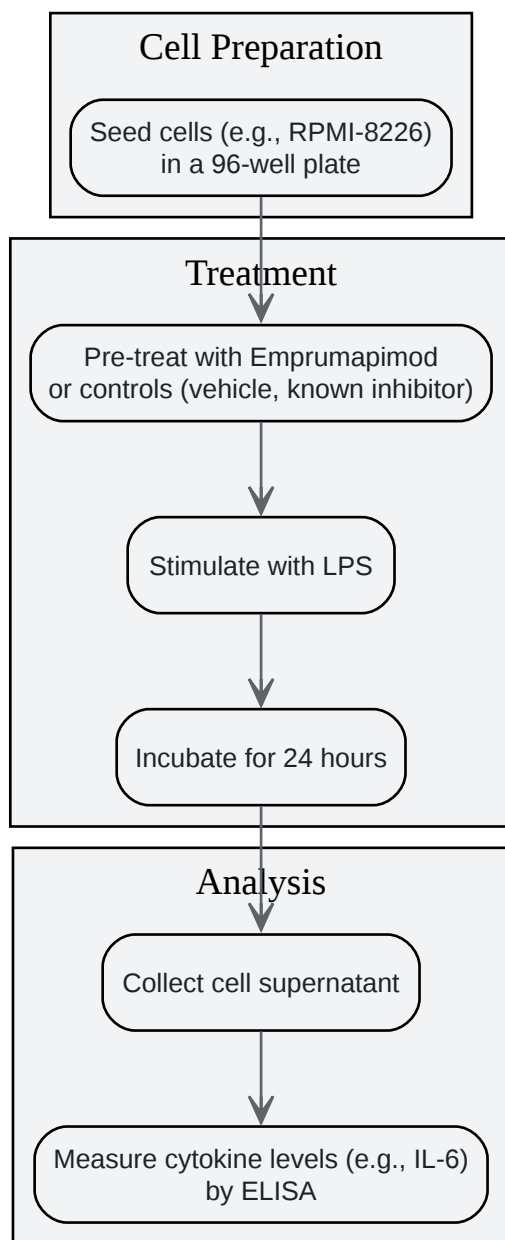 Cell Preparation
Seed cells (e.g., RPMI-8226)
in a 96-well plate
Treatment
Pre-treat with Emprumapimod
or controls (vehicle, known inhibitor)
Stimulate with LPS
Incubate for 24 hours
Analysis
Collect cell supernatant
Measure cytokine levels (e.g., IL-6)
by ELISA